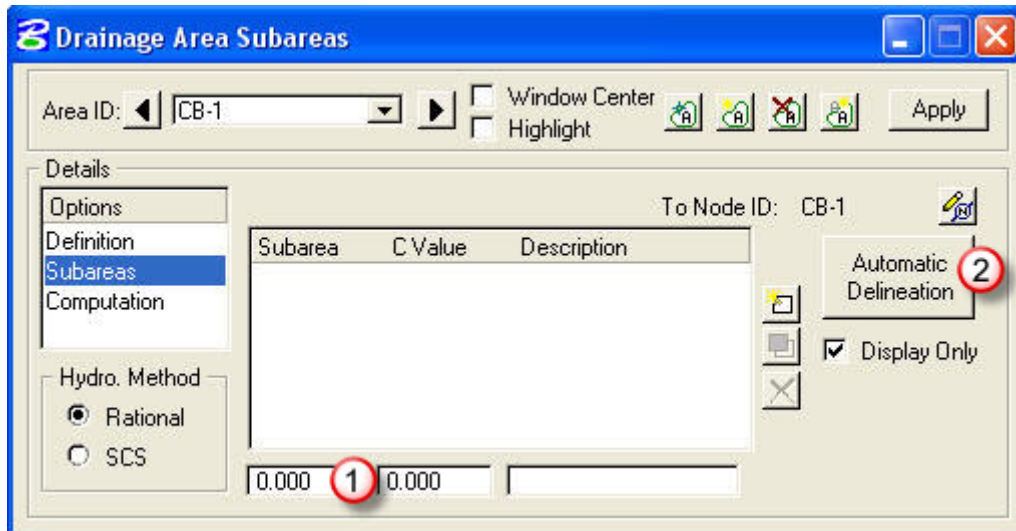 Drainage Area Subareas
Area ID: CB-1
Window Center
Highlight
Apply
Details
Options
Definition
Subareas
Computation
To Node ID: CB-1
Subarea C Value Description
Automatic
Delineation
2
Display Only
Hydro. Method
Rational
SCS
0.000 1 0.000